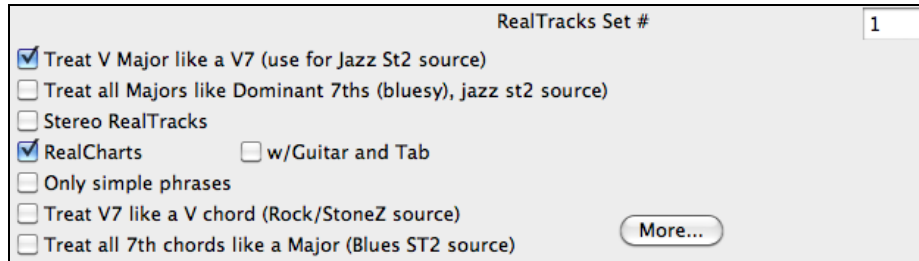 RealTracks Set # 1
Treat V Major like a V7 (use for Jazz St2 source)
Treat all Majors like Dominant 7ths (bluesy), jazz st2 source)
Stereo RealTracks
RealCharts w/Guitar and Tab
Only simple phrases
Treat V7 like a V chord (Rock/StoneZ source)
More...
Treat all 7th chords like a Major (Blues ST2 source)